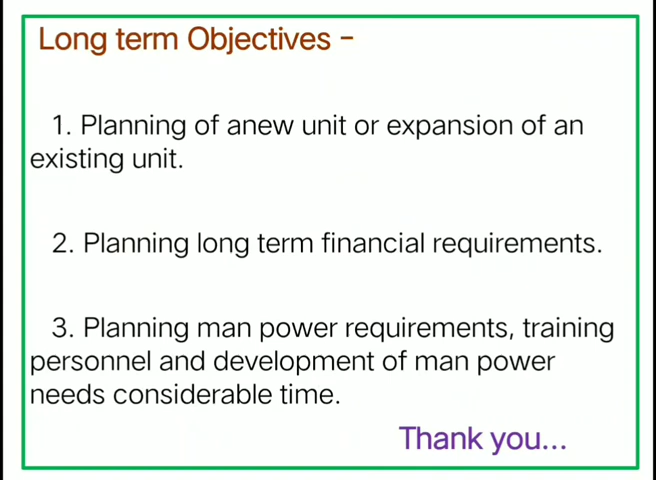 Long term Objectives -
1. Planning of anew unit or expansion of an
existing unit.
2. Planning long term financial requirements.
3. Planning man power requirements, training
personnel and development of man power
needs considerable time.
Thank you...